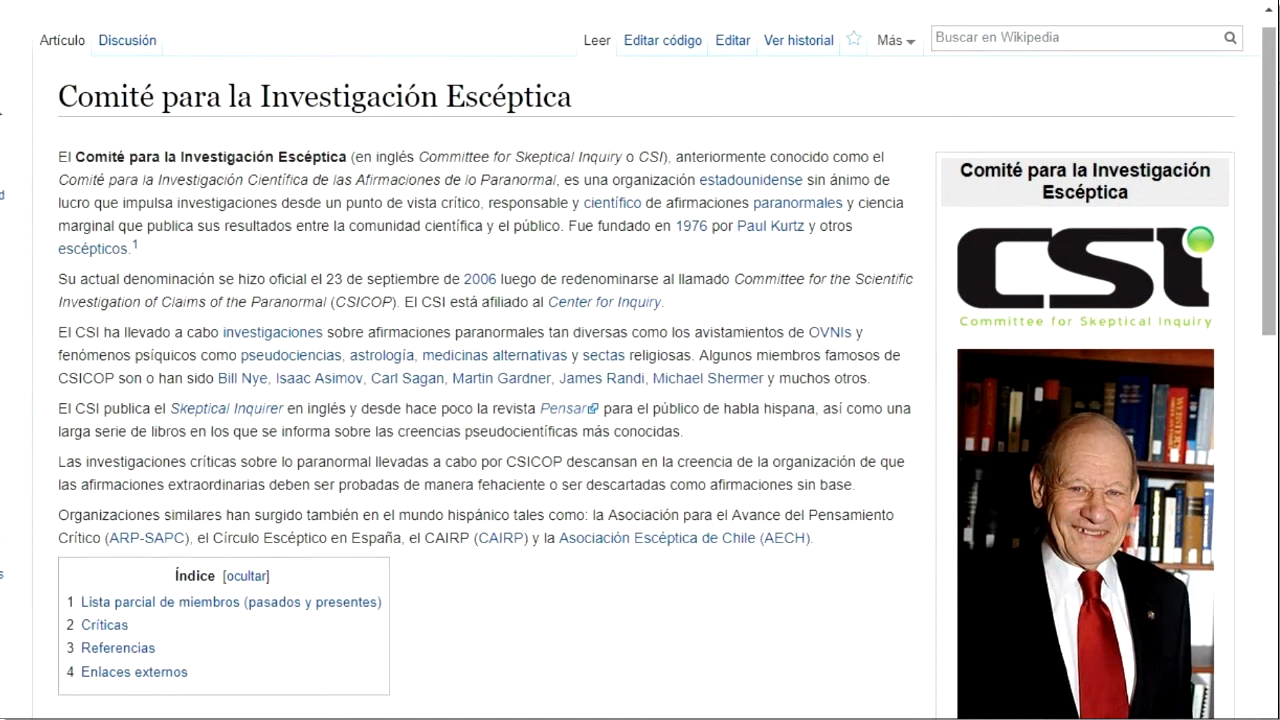 Artículo Discusión Leer Editar código Editar Ver historial Más Buscar en Wikipedia
Comité para la Investigación Escéptica
El Comité para la Investigación Escéptica (en inglés Committee for Skeptical Inquiry o CSI), anteriormente conocido como el
Comité para la Investigación Científica de las Afirmaciones de lo Paranormal, es una organización estadounidense sin ánimo de
lucro que impulsa investigaciones desde un punto de vista crítico, responsable y científico de afirmaciones paranormales y ciencia
marginal que publica sus resultados entre la comunidad científica y el público. Fue fundado en 1976 por Paul Kurtz y otros
escépticos.1
Su actual denominación se hizo oficial el 23 de septiembre de 2006 luego de redenominarse al llamado Committee for the Scientific
Investigation of Claims of the Paranormal (CSICOP). El CSI está afiliado al Center for Inquiry.
El CSI ha llevado a cabo investigaciones sobre afirmaciones paranormales tan diversas como los avistamientos de OVNIs y
fenómenos psíquicos como pseudociencias, astrología, medicinas alternativas y sectas religiosas. Algunos miembros famosos de
CSICOP son o han sido Bill Nye, Isaac Asimov, Carl Sagan, Martin Gardner, James Randi, Michael Shermer y muchos otros.
El CSI publica el Skeptical Inquirer en inglés y desde hace poco la revista Pensar para el público de habla hispana, así como una
larga serie de libros en los que se informa sobre las creencias pseudocientíficas más conocidas.
Las investigaciones críticas sobre lo paranormal llevadas a cabo por CSICOP descansan en la creencia de la organización de que
las afirmaciones extraordinarias deben ser probadas de manera fehaciente o ser descartadas como afirmaciones sin base.
Organizaciones similares han surgido también en el mundo hispánico tales como: la Asociación para el Avance del Pensamiento
Crítico (ARP-SAPC), el Círculo Escéptico en España, el CAIRP (CAIRP) y la Asociación Escéptica de Chile (AECH).
Índice [ocultar]
1 Lista parcial de miembros (pasados y presentes)
2 Críticas
3 Referencias
4 Enlaces externos
Comité para la Investigación
Escéptica
CSI
Committee for Skeptical Inquiry